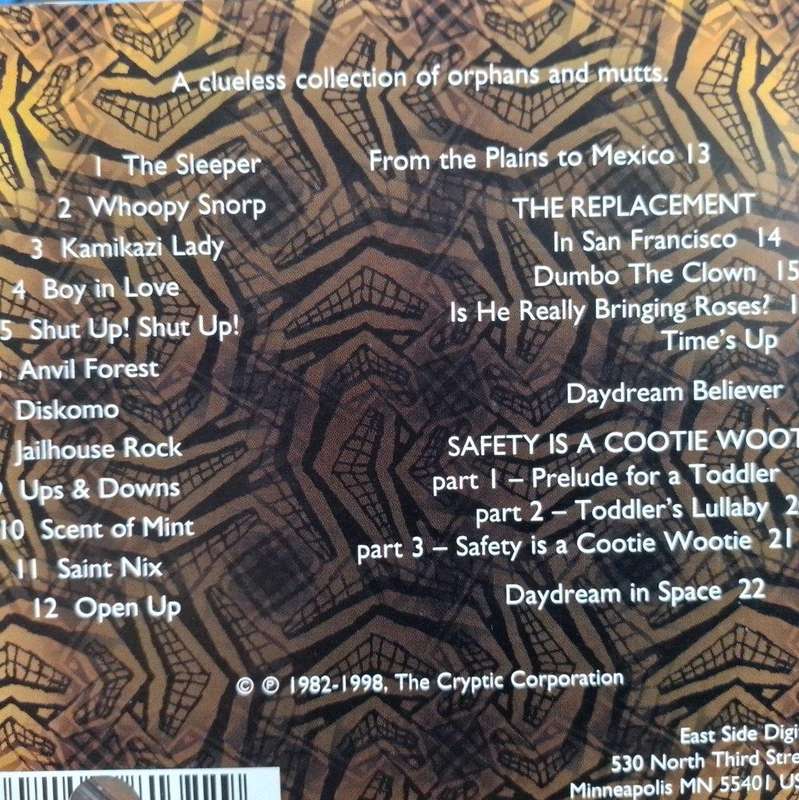 A clueless collection of orphans and mutts.
1 The Sleeper
2 Whoopy Snorp
3 Kamikazi Lady
4 Boy in Love
5 Shut Up! Shut Up!
Anvil Forest
Diskomo
Jailhouse Rock
Ups & Downs
10 Scent of Mint
11 Saint Nix
12 Open Up
From the Plains to Mexico 13
THE REPLACEMENT
In San Francisco 14
Dumbo The Clown 15
Is He Really Bringing Roses? 1
Time's Up
Daydream Believer
SAFETY IS A COOTIE WOOT
part 1 – Prelude for a Toddler
part 2 – Toddler's Lullaby 2
part 3 – Safety is a Cootie Wootie 21
Daydream in Space 22
© ℗ 1982-1998, The Cryptic Corporation
East Side Digi
530 North Third Stre
Minneapolis MN 55401 US